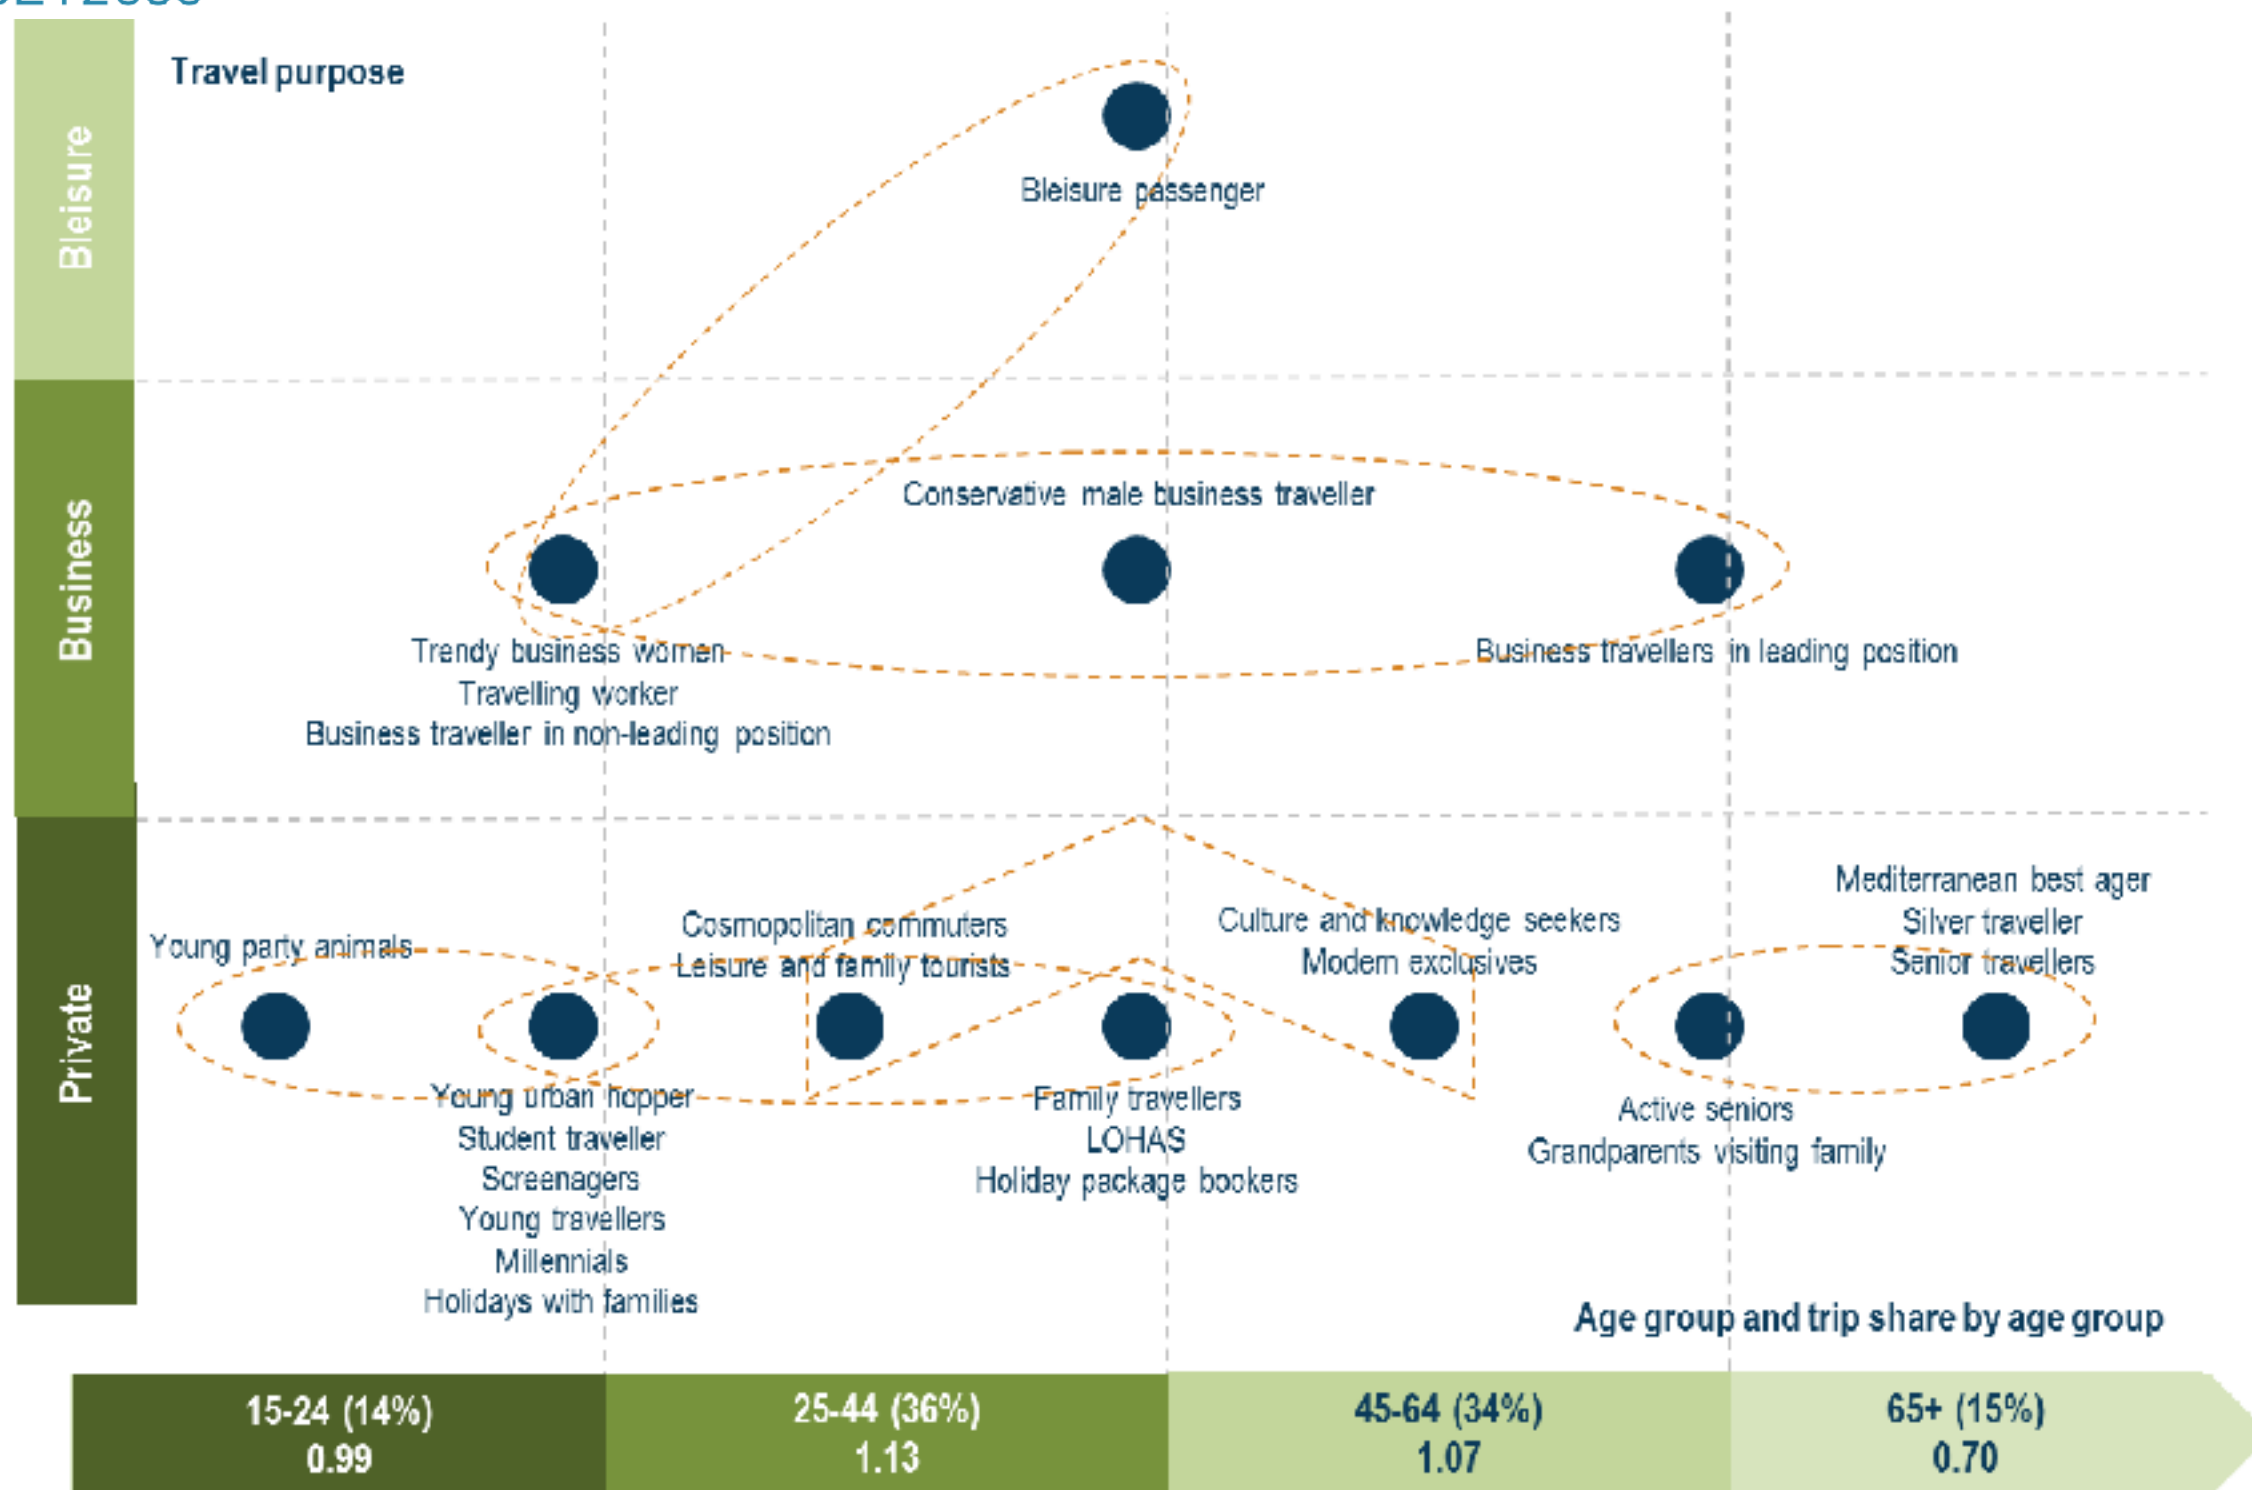 Travel purpose
Bleisure
Bleisure passenger
Business
Conservative male business traveller
Trendy business women
Travelling worker
Business traveller in non-leading position
Business travellers in leading position
Private
Young party animals
Cosmopolitan commuters
Leisure and family tourists
Culture and knowledge seekers
Modern exclusives
Mediterranean best ager
Silver traveller
Senior travellers
Young urban hopper
Student traveller
Screenagers
Young travellers
Millennials
Holidays with families
Family travellers
LOHAS
Holiday package bookers
Active seniors
Grandparents visiting family
Age group and trip share by age group
15-24 (14%)
0.99
25-44 (36%)
1.13
45-64 (34%)
1.07
65+ (15%)
0.70